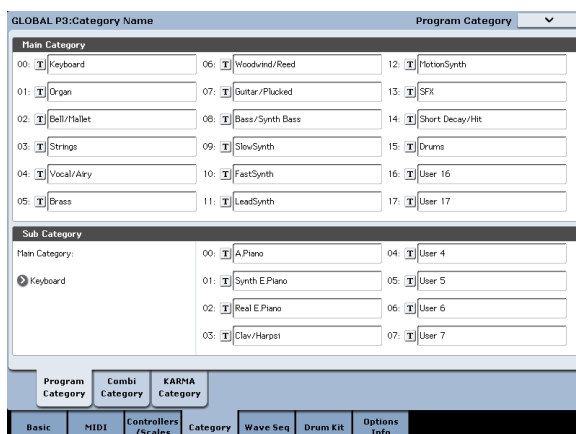 GLOBAL P3:Category Name Program Category
Main Category
00: T Keyboard 06: T Woodwind/Reed 12: T MotionSynth
01: T Organ 07: T Guitar/Plucked 13: T SFX
02: T Bell/Mallet 08: T Bass/Synth Bass 14: T Short Decay/Hit
03: T Strings 09: T SlowSynth 15: T Drums
04: T Vocal/Airy 10: T FastSynth 16: T User 16
05: T Brass 11: T LeadSynth 17: T User 17
Sub Category
Main Category: 00: T A.Piano 04: T User 4
Keyboard 01: T Synth E.Piano 05: T User 5
02: T Real E.Piano 06: T User 6
03: T Clav/Harpsi 07: T User 7
Program Category Combi Category KARMA Category
Basic MIDI Controllers /Scales Category Wave Seq Drum Kit Options Info